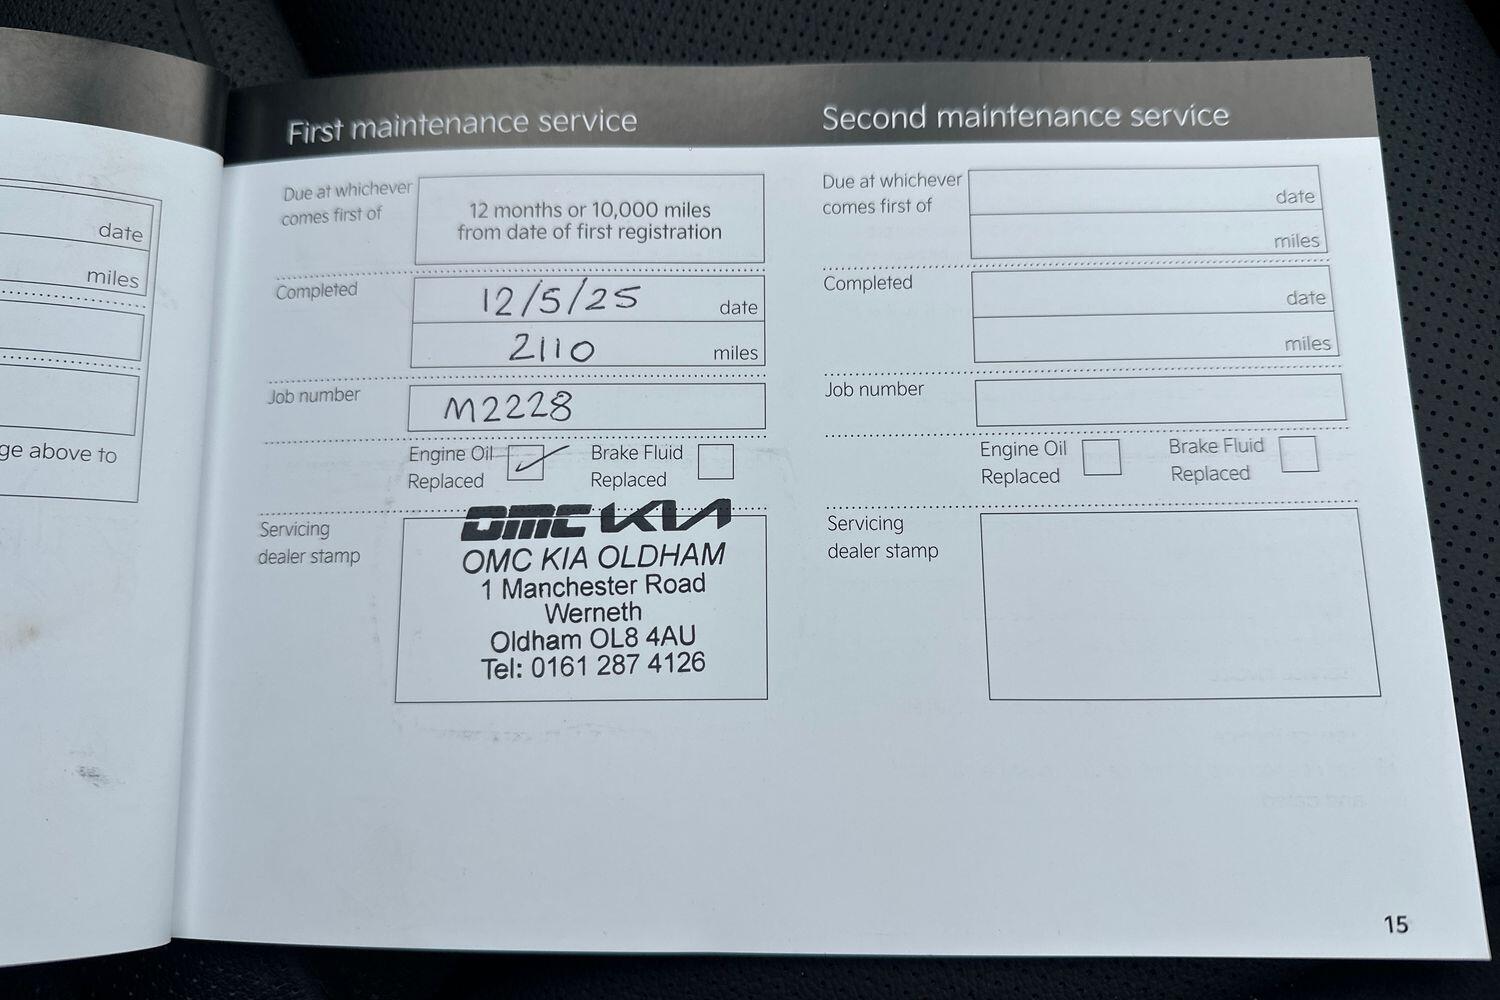 date
miles
ge above to
First maintenance service
Due at whichever
comes first of
12 months or 10,000 miles
from date of first registration
Completed
12/5/25 date
2110 miles
Job number
M2228
Engine Oil
Replaced
Brake Fluid
Replaced
Servicing
dealer stamp
OMC KIA
OMC KIA OLDHAM
1 Manchester Road
Werneth
Oldham OL8 4AU
Tel: 0161 287 4126
Second maintenance service
Due at whichever
comes first of
date
miles
Completed
date
miles
Job number
Engine Oil
Replaced
Brake Fluid
Replaced
Servicing
dealer stamp
15